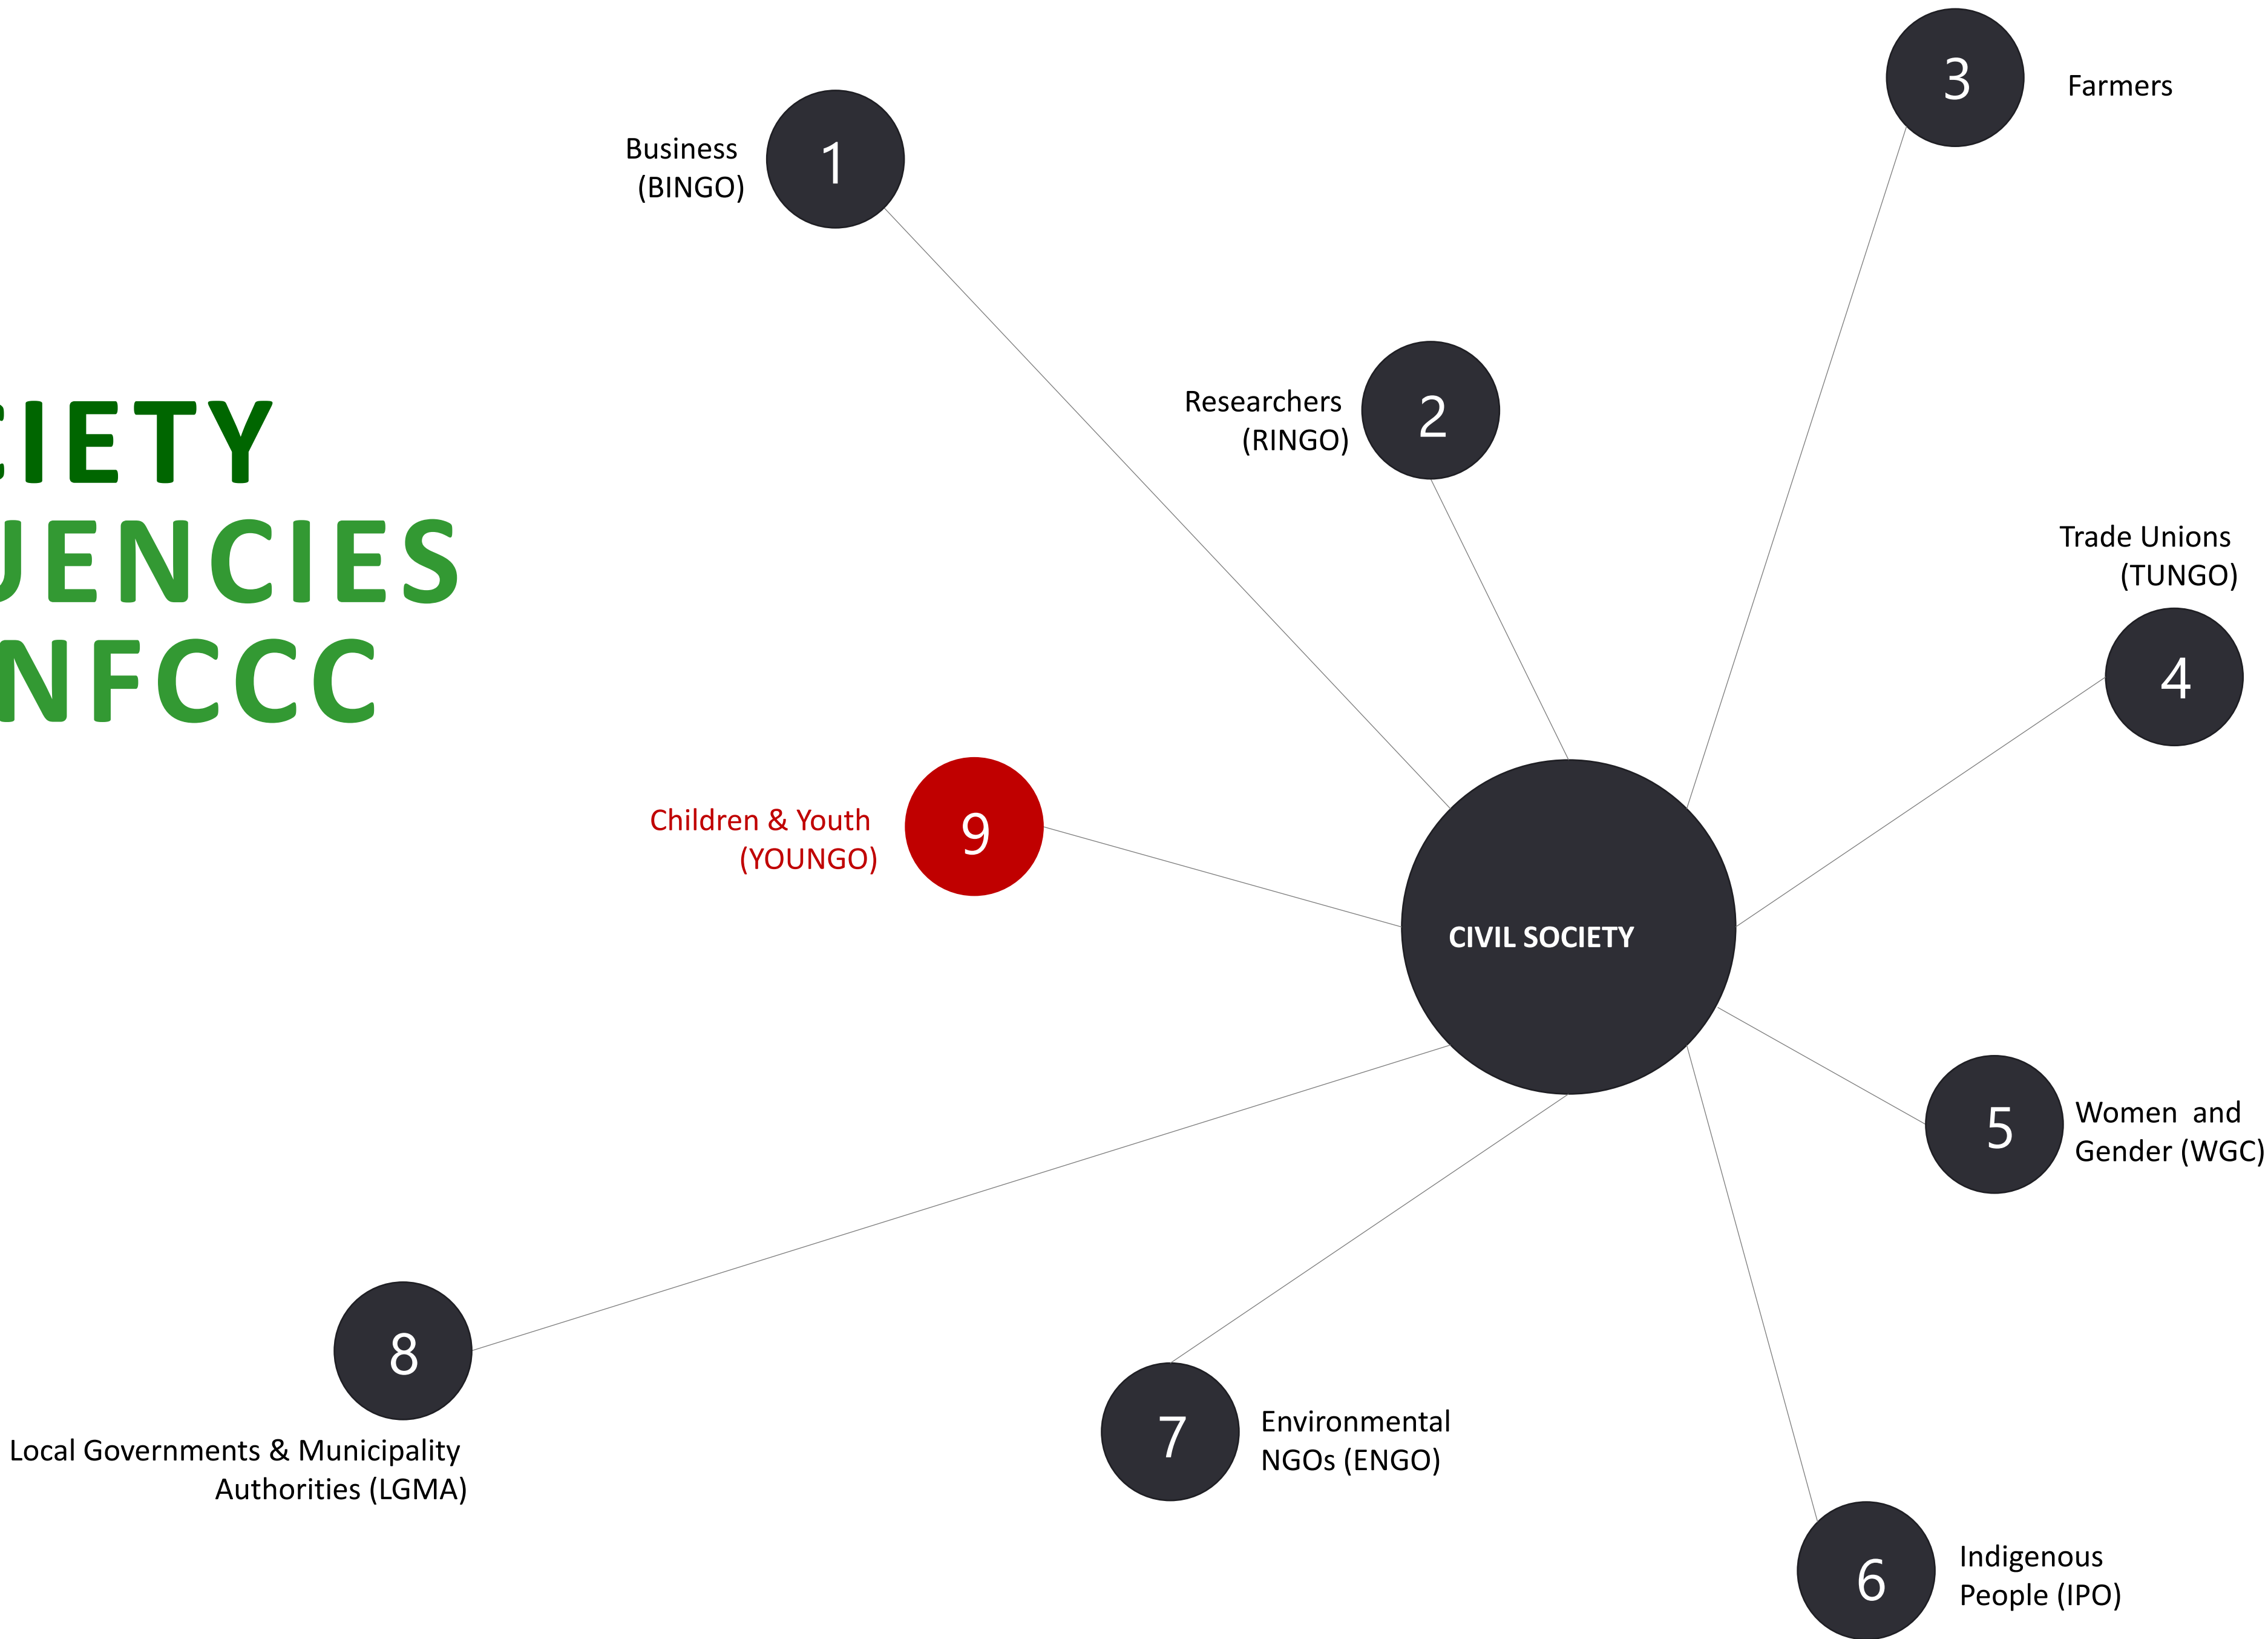 CIETY
UENCIES
NFCCC
Business
(BINGO)
1
Researchers
(RINGO)
2
3
Farmers
Trade Unions
(TUNGO)
4
Children & Youth
(YOUNGO)
9
CIVIL SOCIETY
5
Women and
Gender (WGC)
8
Local Governments & Municipality
Authorities (LGMA)
7
Environmental
NGOs (ENGO)
6
Indigenous
People (IPO)